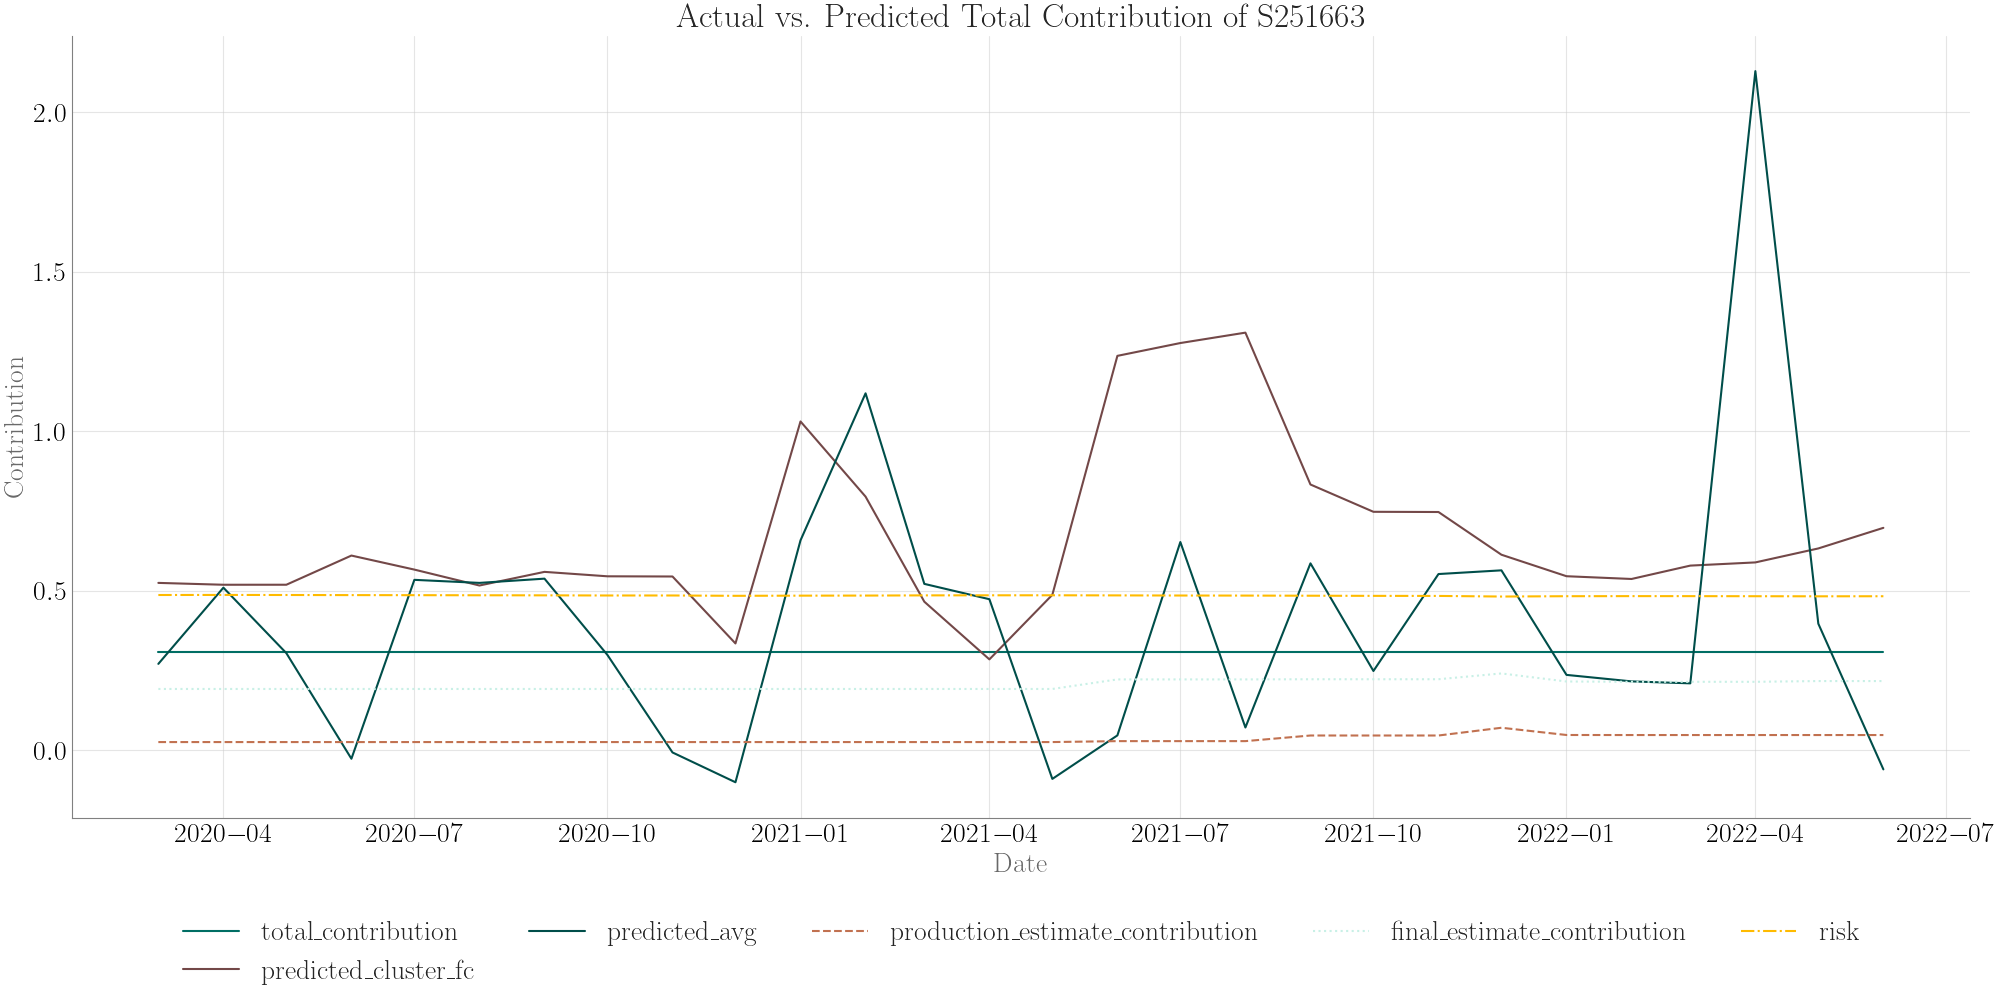 Actual vs. Predicted Total Contribution of S251663
Contribution
2.0
1.5
1.0
0.5
0.0
2020–04 2020–07 2020–10 2021–01 2021–04 2021–07 2021–10 2022–01 2022–04 2022–07
Date
total_contribution predicted_avg production_estimate_contribution final_estimate_contribution risk
predicted_cluster_fc